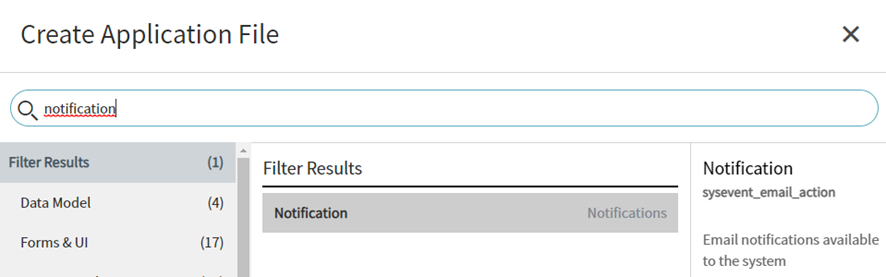 Create Application File
notification
Filter Results (1)
Data Model (4)
Forms & UI (17)
Filter Results
Notification Notifications
Notification
sysevent_email_action
Email notifications available
to the system